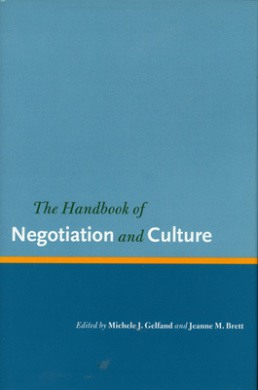 The Handbook of
Negotiation and Culture
Edited by Michele J. Gelfand and Jeanne M. Brett